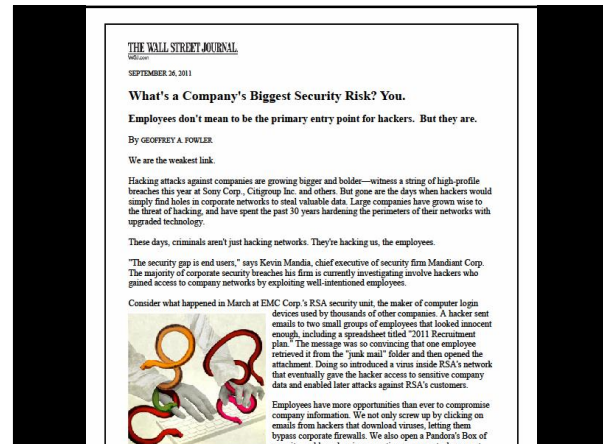 THE WALL STREET JOURNAL.
WSJ.com
SEPTEMBER 26, 2011
What's a Company's Biggest Security Risk? You.
Employees don't mean to be the primary entry point for hackers. But they are.
By GEOFFREY A. FOWLER
We are the weakest link.
Hacking attacks against companies are growing bigger and bolder—witness a string of high-profile
breaches this year at Sony Corp., Citigroup Inc. and others. But gone are the days when hackers would
simply find holes in corporate networks to steal valuable data. Large companies have grown wise to
the threat of hacking, and have spent the past 30 years hardening the perimeters of their networks with
upgraded technology.
These days, criminals aren't just hacking networks. They're hacking us, the employees.
"The security gap is end users," says Kevin Mandia, chief executive of security firm Mandiant Corp.
The majority of corporate security breaches his firm is currently investigating involve hackers who
gained access to company networks by exploiting well-intentioned employees.
Consider what happened in March at EMC Corp.'s RSA security unit, the maker of computer login
devices used by thousands of other companies. A hacker sent
emails to two small groups of employees that looked innocent
enough, including a spreadsheet titled "2011 Recruitment
plan." The message was so convincing that one employee
retrieved it from the "junk mail" folder and then opened the
attachment. Doing so introduced a virus inside RSA's network
that eventually gave the hacker access to sensitive company
data and enabled later attacks against RSA's customers.
Employees have more opportunities than ever to compromise
company information. We not only screw up by clicking on
emails from hackers that download viruses, letting them
bypass corporate firewalls. We also open a Pandora's Box of